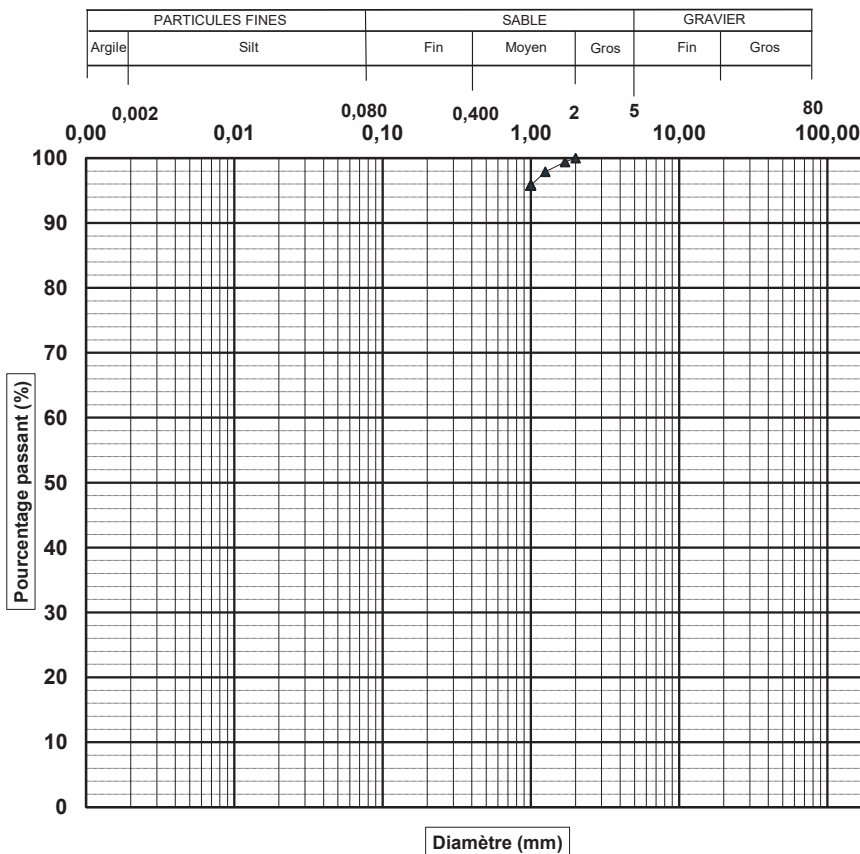 PARTICULES FINES SABLE GRAVIER
Argile Silt Fin Moyen Gros Fin Gros
0,002 0,080 0,400 2 5 80
0,00 0,01 0,10 1,00 10,00 100,00
100
90
80
70
60
50
40
30
20
10
0
Pourcentage passant (%)
Diamètre (mm)